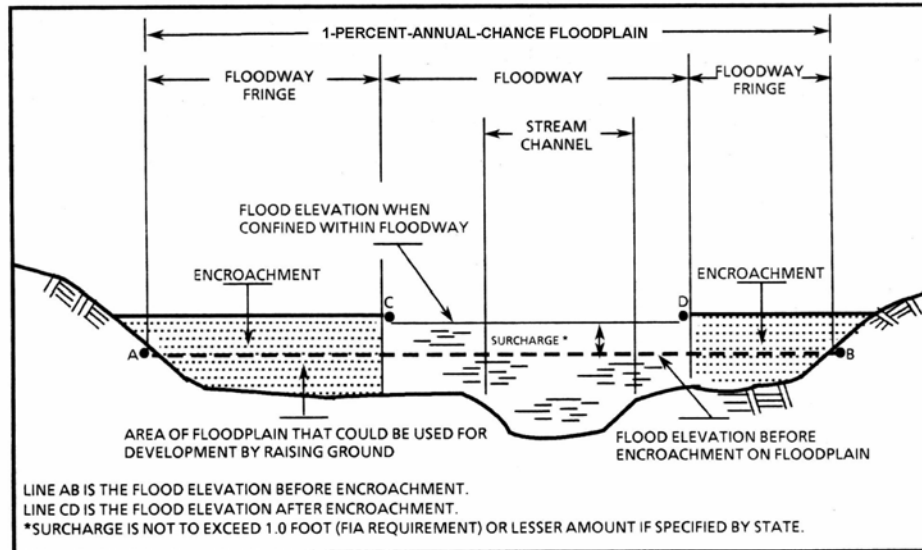 1-PERCENT-ANNUAL-CHANCE FLOODPLAIN
FLOODWAY
FRINGE
FLOODWAY
FLOODWAY
FRINGE
STREAM
CHANNEL
FLOOD ELEVATION WHEN
CONFINED WITHIN FLOODWAY
ENCROACHMENT
ENCROACHMENT
C
D
SURCHARGE *
A
B
AREA OF FLOODPLAIN THAT COULD BE USED FOR
DEVELOPMENT BY RAISING GROUND
FLOOD ELEVATION BEFORE
ENCROACHMENT ON FLOODPLAIN
LINE AB IS THE FLOOD ELEVATION BEFORE ENCROACHMENT.
LINE CD IS THE FLOOD ELEVATION AFTER ENCROACHMENT.
*SURCHARGE IS NOT TO EXCEED 1.0 FOOT (FIA REQUIREMENT) OR LESSER AMOUNT IF SPECIFIED BY STATE.